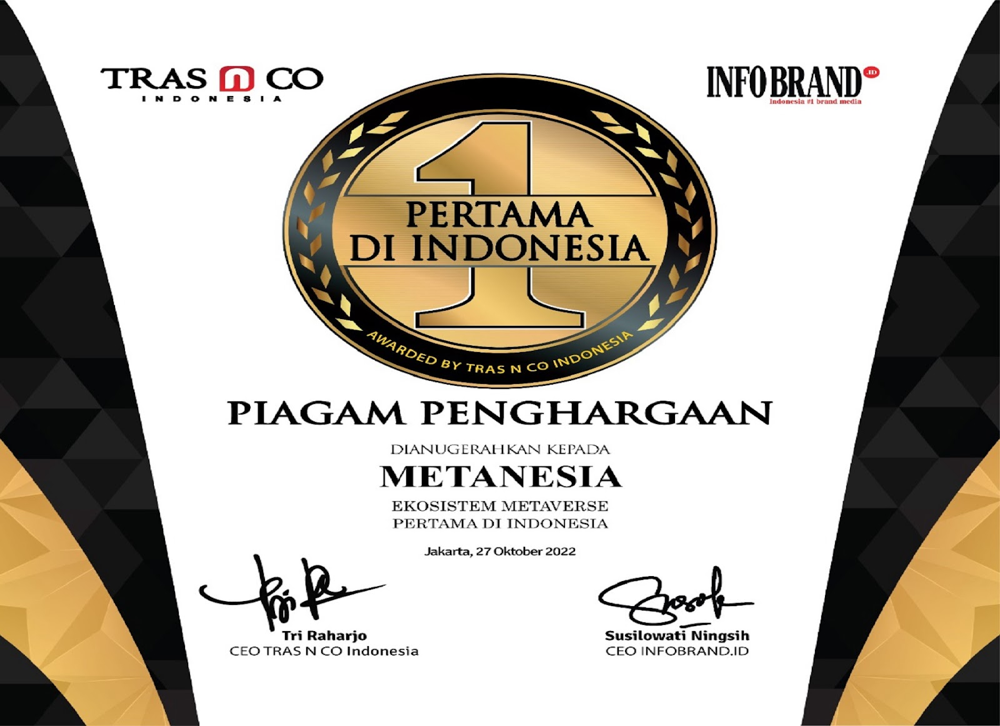 TRAS N CO
INDONESIA
INFOBRAND.ID
Indonesia #1 brand media
1
PERTAMA
DI INDONESIA
AWARDED BY TRAS N CO INDONESIA
PIAGAM PENGHARGAAN
DIANUGERAHKAN KEPADA
METANESIA
EKOSISTEM METAVERSE
PERTAMA DI INDONESIA
Jakarta, 27 Oktober 2022
Tri Raharjo
CEO TRAS N CO Indonesia
Susilowati Ningsih
CEO INFOBRAND.ID